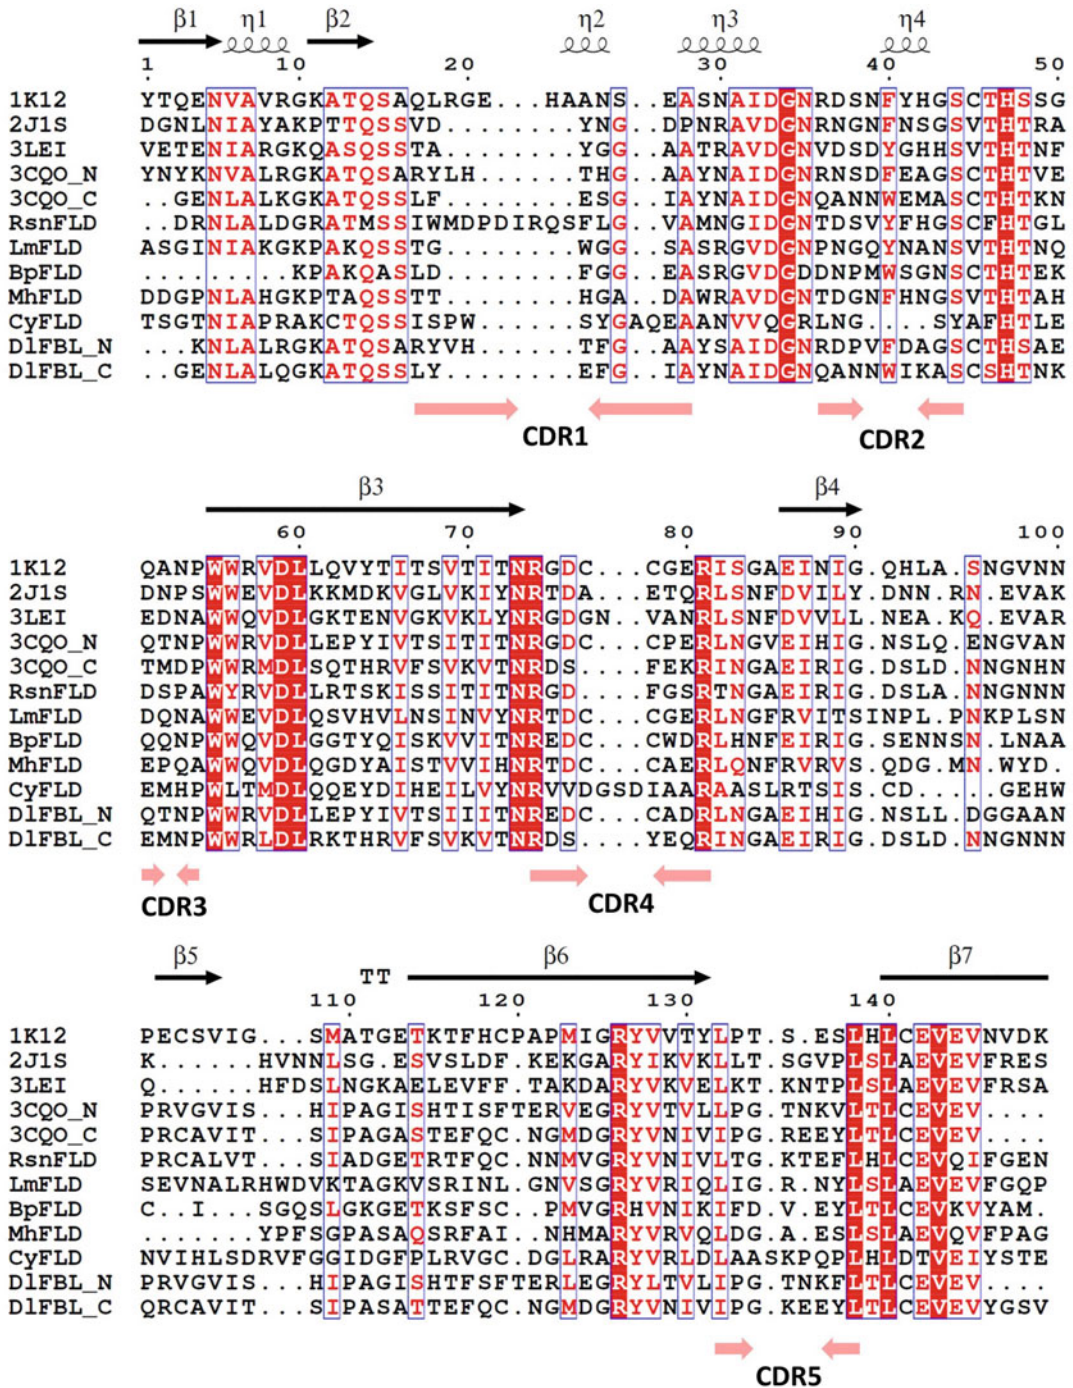 β1 η1 β2 η2 η3 η4
1 10 20 30 40 50
1K12 YTQENVAVRGKATQSAQLRGE...HAANS..EASNAIDGNRDSNFYHGSCTHSSG
2J1S DGNLNIAYAKPTTQSSVD......YNG..DPNRAVDGNRNGNFNSGSVTHTRA
3LEI VETENIARGKQASQSSTA......YGG..AATRAVDGNVDSDYGHHSVTHTNF
3CQO_N YNYKNVALRGKATQSARYLH....THG..AAYNAIDGNRNSDFEAGSCTHTVE
3CQO_C ..GENLALKGKATQSSLF......ESG..IAYNAIDGNQANNWEMASCTHTNK
RsnFLD ..DRNLALDGRATMSSIWMDPDIRQSFLG..VAMNGIDGNTDSVYFHGSCFHTGL
LmFLD ASGINIAKGKPAKQSSTG......WGG..SASRGVDGNPNGQYNANSVTHTNQ
BpFLD .........KPAKQASLD......FGG..EASRGVDGDDNPMWSGNSCTHTEK
MhFLD DDGPNLAHGKPTAQSSTT......HGA..DAWRAVDGNTDGNFHNGSVTHTAH
CyFLD TSGTNIAPRAKCTQSSISPW....SYGAQEAANVVQGRLNG....SYAFHTLE
DlFBL_N ...KNLALRGKATQSARYVH....TFG..AAYSAIDGNRDPVFDAGSCTHSAE
DlFBL_C ..GENLALQGKATQSSLY......EFG..IAYNAIDGNQANNWIKASCSHTNK
CDR1 CDR2
β3 β4
60 70 80 90 100
1K12 QANPWWRVDLLQVYTITSVTITNRGDC...CGERISGAEINIG.QHLA.SNGVNN
2J1S DNPSWWEVDLKKMDKVGLVKIYNRTDA...ETQRLSNFDVILY.DNN.RN.EVAK
3LEI EDNAWWQVDLGKTENVGKVKLYNRGDGN..VANRLSNFDVVLL.NEA.KQ.EVAR
3CQO_N QTNPWWRVDLLEPYIVTSITITNRGDC...CPERLNGVEIHIG.NSLQ.ENGVAN
3CQO_C TMDPWWRMDLSQTHRVFSVKVTNRDS....FEKRINGAEIRIG.DSLD.NNGNHN
RsnFLD DSPAWYRVDLLRTSKISSITITNRGD....FGSRTNGAEIRIG.DSLA.NNGNNN
LmFLD DQNAWWEVDLQSVHVLNSINVYNRTDC...CGERLNGFRVITSINPL.PNKPLSN
BpFLD QQNPWWQVDLGGTYQISKVVITNREDC...CWDRLHNFEIRIG.SENNSN.LNAA
MhFLD EPQAWWQVDLQGDYAISTVVIHNRTDC...CAERLQNFRVRVS.QDG.MN.WYD.
CyFLD EMHPWLTMDLQQEYDIHEILVYNRVVDGSDIAARAASLRTSIS.CD.....GEHW
DlFBL_N QTNPWWRVDLLEPYIVTSIIITNREDC...CADRLNGAEIHIG.NSLL.DGGAAN
DlFBL_C EMNPWWRLDLRKTHRVFSVKVTNRDS....YEQRINGAEIRIG.DSLD.NNGNNN
CDR3 CDR4
β5 TT β6 β7
110 120 130 140
1K12 PECSVIG...SMATGETKTFHCPAPMIGRYVVTYLPT.S.ESLHLCEVEVNVDK
2J1S K......HVNNLSG.ESVSLDF.KEKGARYIKVKLLT.SGVPLSLAEVEVFRES
3LEI Q......HFDSLNGKAELEVFF.TAKDARYVKVELKT.KNTPLSLAEVEVFRSA
3CQO_N PRVGVIS...HIPAGISHTISFTERVEGRYVTVLLPG.TNKVLTLCEVEV....
3CQO_C PRCAVIT...SIPAGASTEFQC.NGMDGRYVNIVIPG.REEYLTLCEVEV....
RsnFLD PRCALVT...SIADGETRTFQC.NNMVGRYVNIVLTG.KTEFLHLCEVQIFGEN
LmFLD SEVNALRHWDVKTAGKVSRINL.GNVSGRYVRIQLIG.R.NYLSLAEVEVFGQP
BpFLD C..I...SGQSLGKGETKSFSC..PMVGRHVNIKIFD.V.EYLTLCEVKVYAM.
MhFLD .......YPFSGPASAQSRFAI..NHMARYVRVQLDG.A.ESLSLAEVQVFPAG
CyFLD NVIHLSDRVFGGIDGFPLRVGC.DGLRARYVRLDLAASKPQPLHLDTVEIYSTE
DlFBL_N PRVGVIS...HIPAGISHTFSFTERLEGRYLTVLIPG.TNKFLTLCEVEV....
DlFBL_C QRCAVIT...SIPASATTEFQC.NGMDGRYVNIVIPG.KEEYLTLCEVEVYGSV
CDR5